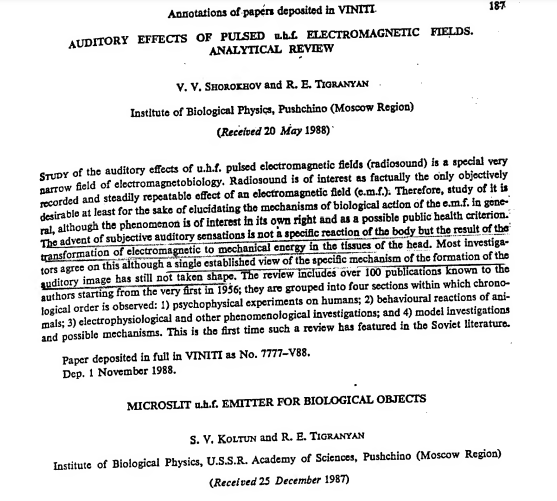 Annotations of papers deposited in VINITI 187
AUDITORY EFFECTS OF PULSED u.h.f. ELECTROMAGNETIC FIELDS.
ANALYTICAL REVIEW
V. V. SHOROKHOV and R. E. TIGRANYAN
Institute of Biological Physics, Pushchino (Moscow Region)
(Received 20 May 1988)
STUDY of the auditory effects of u.h.f. pulsed electromagnetic fields (radiosound) is a special very
narrow field of electromagnetobiology. Radiosound is of interest as factually the only objectively
recorded and steadily repeatable effect of an electromagnetic field (e.m.f.). Therefore, study of it is
desirable at least for the sake of elucidating the mechanisms of biological action of the e.m.f. in gene-
ral, although the phenomenon is of interest in its own right and as a possible public health criterion.
The advent of subjective auditory sensations is not a specific reaction of the body but the result of the
transformation of electromagnetic to mechanical energy in the tissues of the head. Most investiga-
tors agree on this although a single established view of the specific mechanism of the formation of the
auditory image has still not taken shape. The review includes over 100 publications known to the
authors starting from the very first in 1956; they are grouped into four sections within which chrono-
logical order is observed: 1) psychophysical experiments on humans; 2) behavioural reactions of ani-
mals; 3) electrophysiological and other phenomenological investigations; and 4) model investigations
and possible mechanisms. This is the first time such a review has featured in the Soviet literature.
Paper deposited in full in VINITI as No. 7777–V88.
Dep. 1 November 1988.
MICROSLIT u.h.f. EMITTER FOR BIOLOGICAL OBJECTS
S. V. KOLTUN and R. E. TIGRANYAN
Institute of Biological Physics, U.S.S.R. Academy of Sciences, Pushchino (Moscow Region)
(Received 25 December 1987)